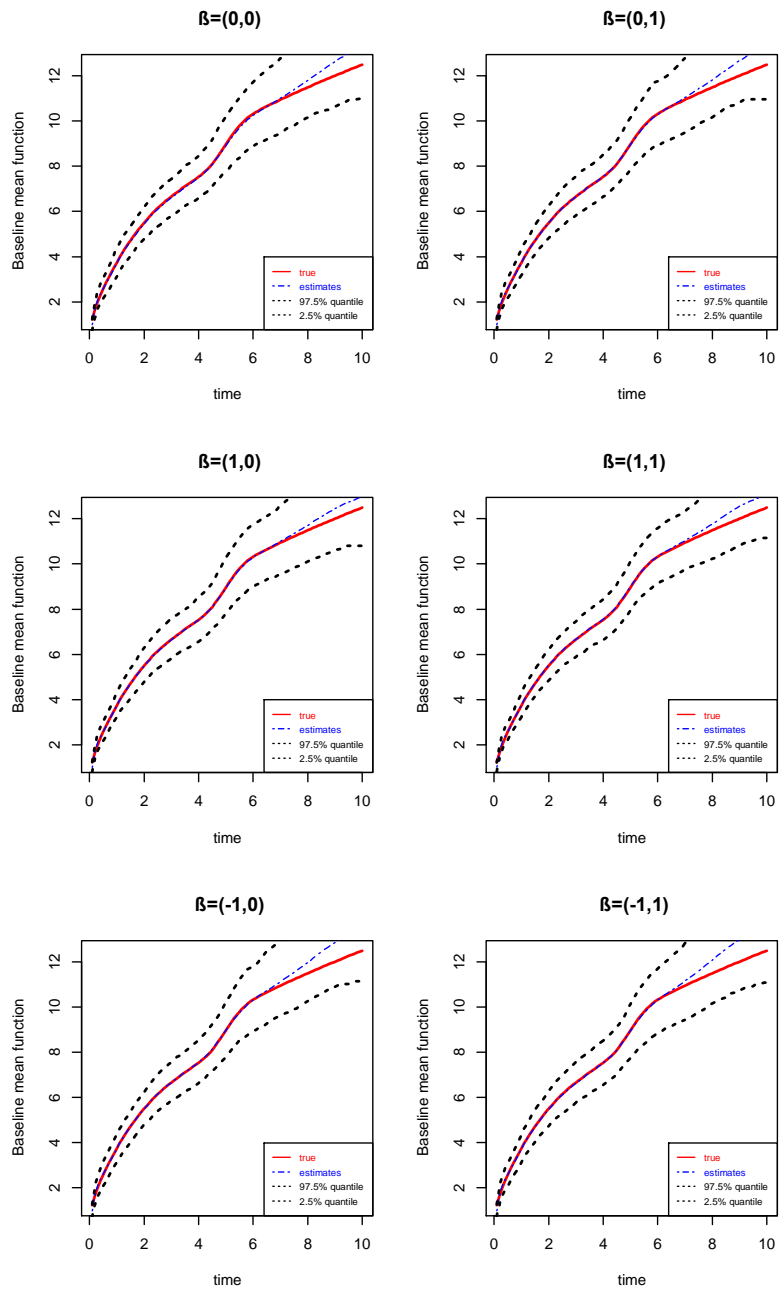 ß=(0,0)
Baseline mean function
12
10
8
6
4
2
true
estimates
97.5% quantile
2.5% quantile
0 2 4 6 8 10
time
ß=(0,1)
Baseline mean function
12
10
8
6
4
2
true
estimates
97.5% quantile
2.5% quantile
0 2 4 6 8 10
time
ß=(1,0)
Baseline mean function
12
10
8
6
4
2
true
estimates
97.5% quantile
2.5% quantile
0 2 4 6 8 10
time
ß=(1,1)
Baseline mean function
12
10
8
6
4
2
true
estimates
97.5% quantile
2.5% quantile
0 2 4 6 8 10
time
ß=(-1,0)
Baseline mean function
12
10
8
6
4
2
true
estimates
97.5% quantile
2.5% quantile
0 2 4 6 8 10
time
ß=(-1,1)
Baseline mean function
12
10
8
6
4
2
true
estimates
97.5% quantile
2.5% quantile
0 2 4 6 8 10
time